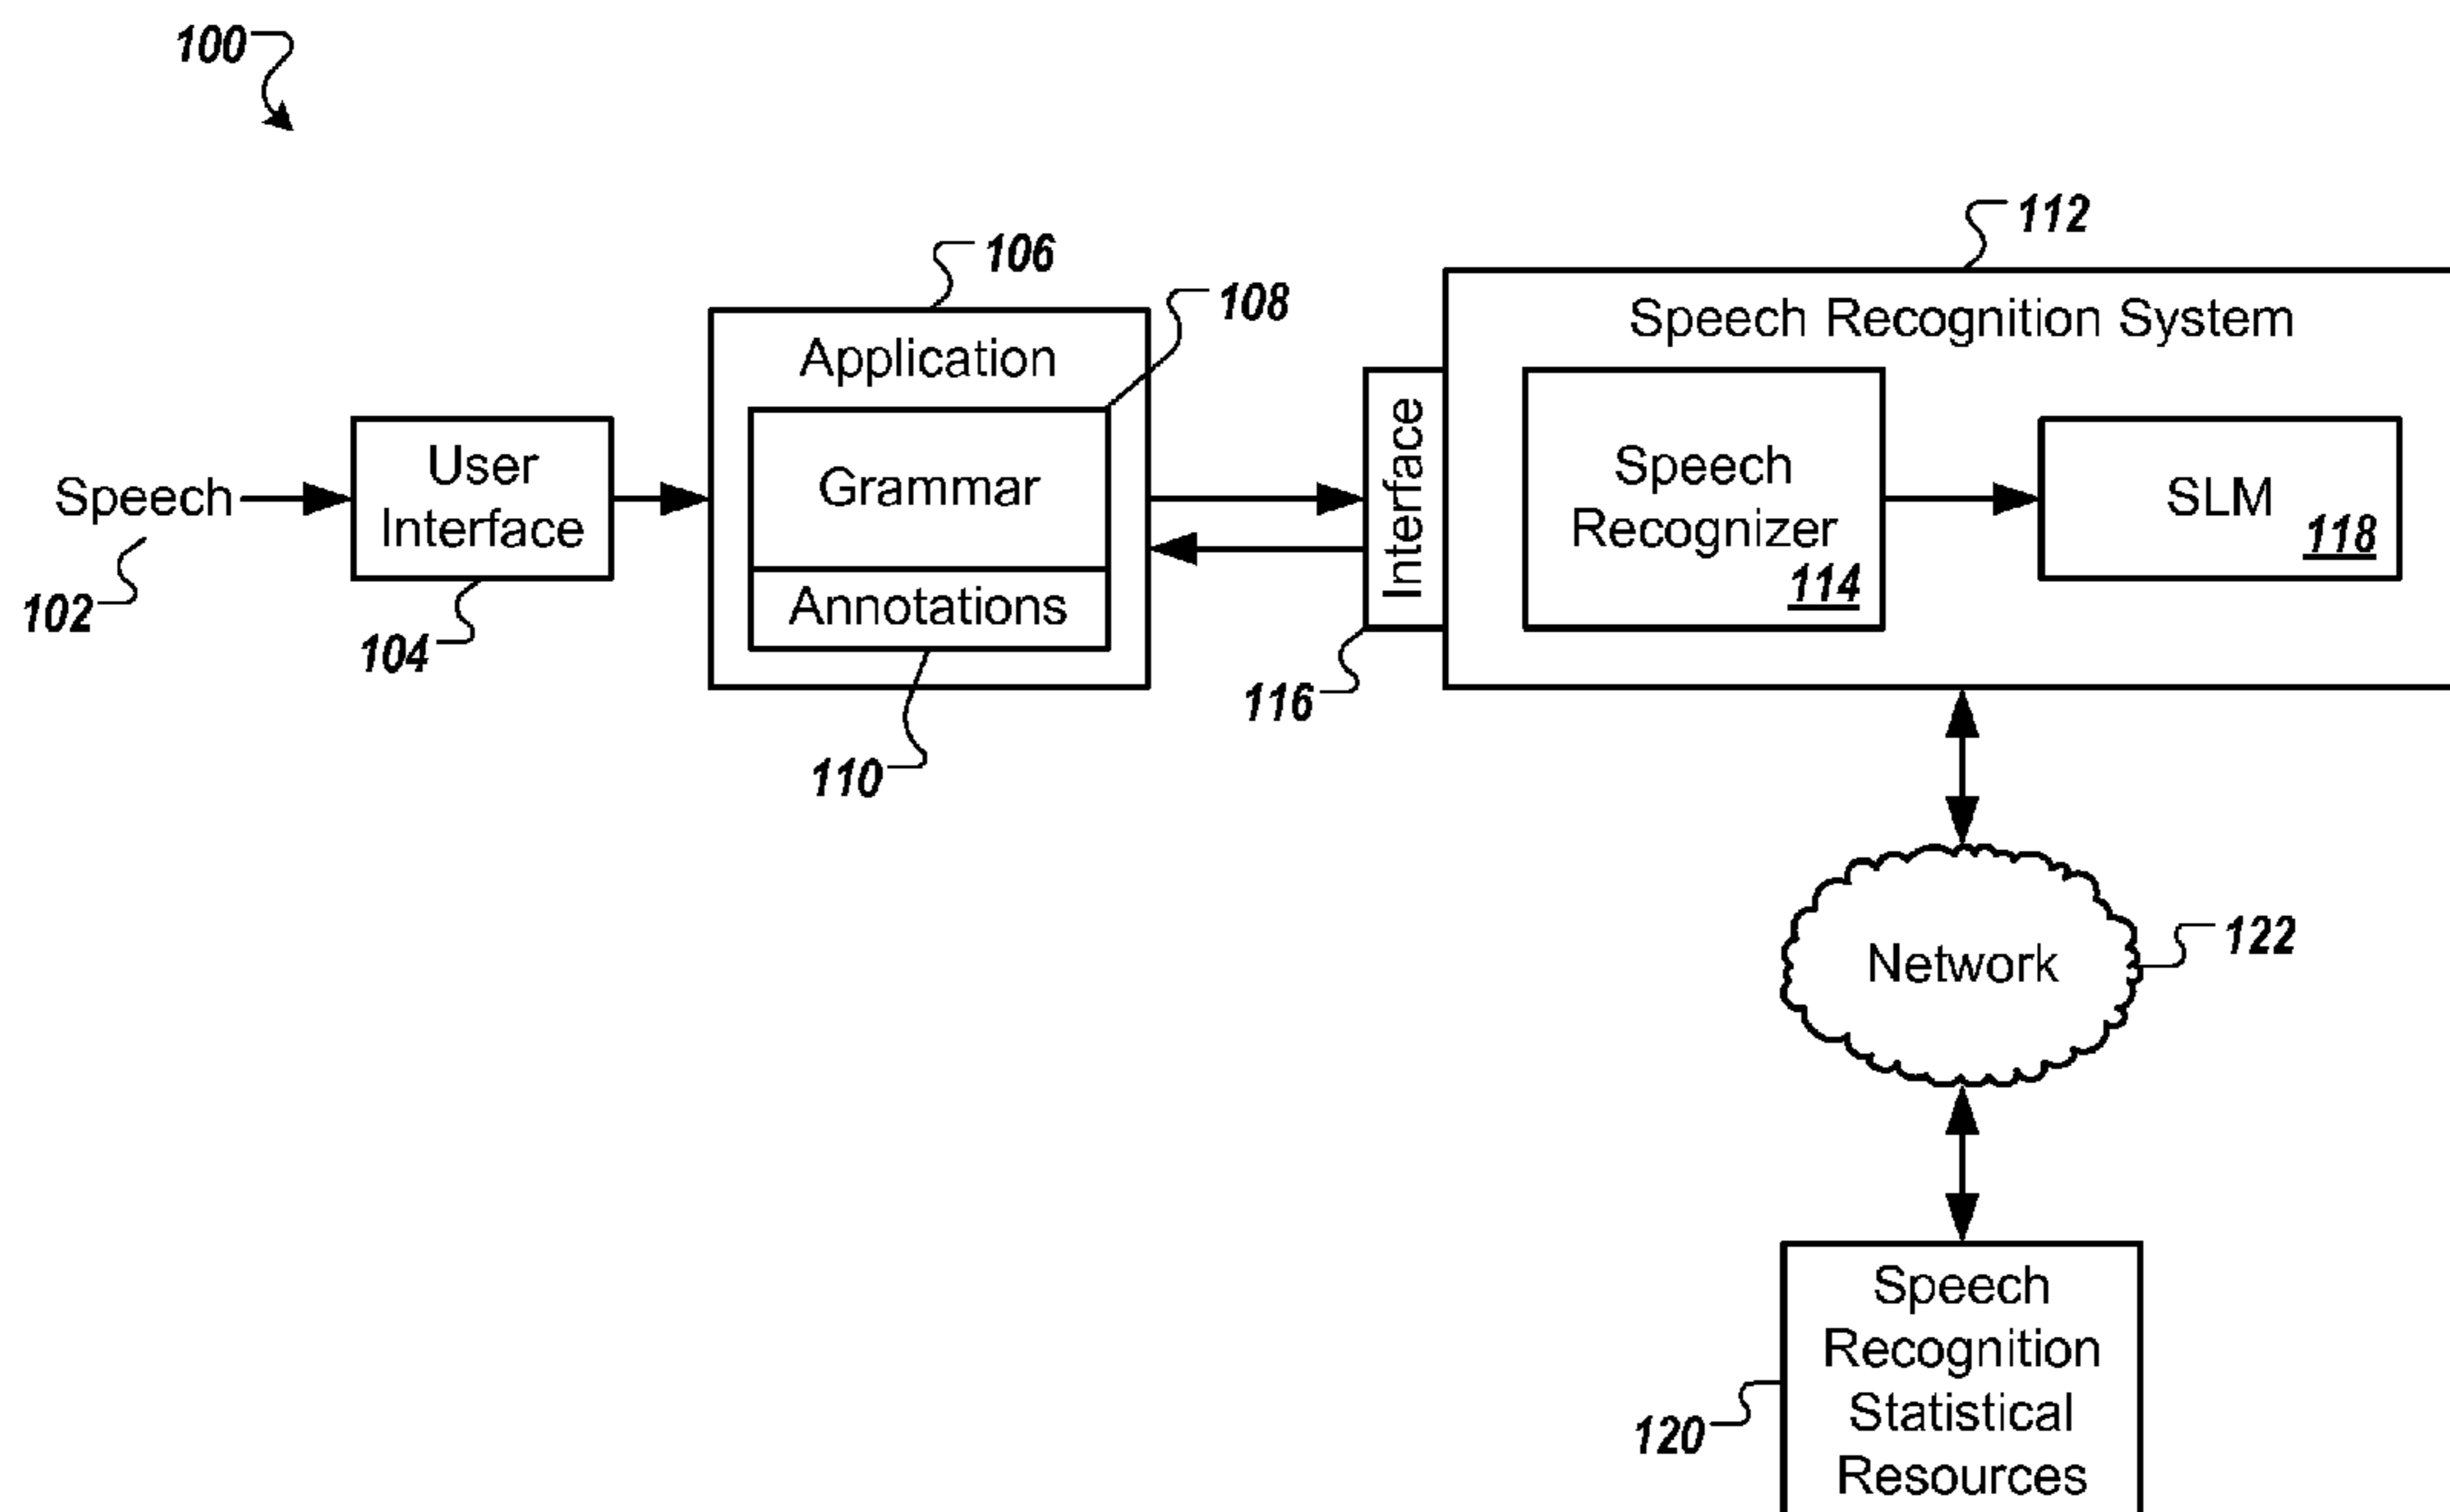 100
106
108
112
Application
Speech Recognition System
Speech
102
User
Interface
104
Grammar
Annotations
110
Interface
116
Speech
Recognizer
114
SLM
118
Network
122
Speech
Recognition
Statistical
Resources
120